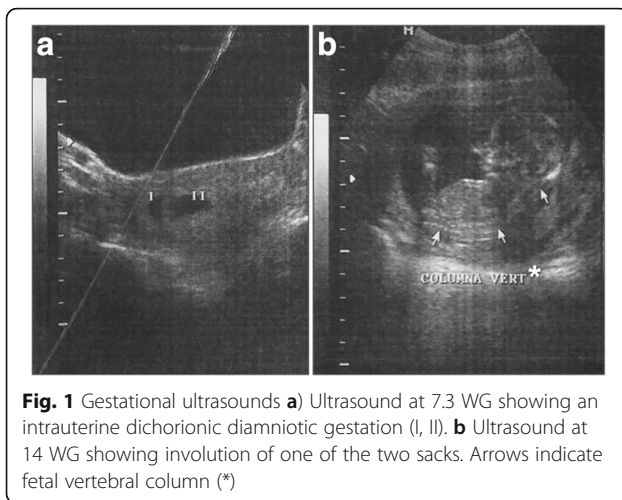 a
b
M
I II
COLUMNA VERT *
Fig. 1 Gestational ultrasounds a) Ultrasound at 7.3 WG showing an
intrauterine dichorionic diamniotic gestation (I, II). b Ultrasound at
14 WG showing involution of one of the two sacks. Arrows indicate
fetal vertebral column (*)